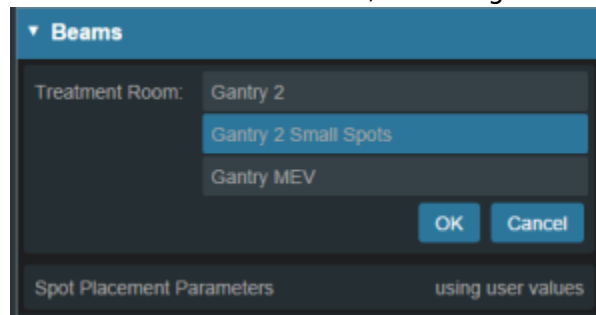 Beams
Treatment Room: Gantry 2
Gantry 2 Small Spots
Gantry MEV
OK Cancel
Spot Placement Parameters using user values